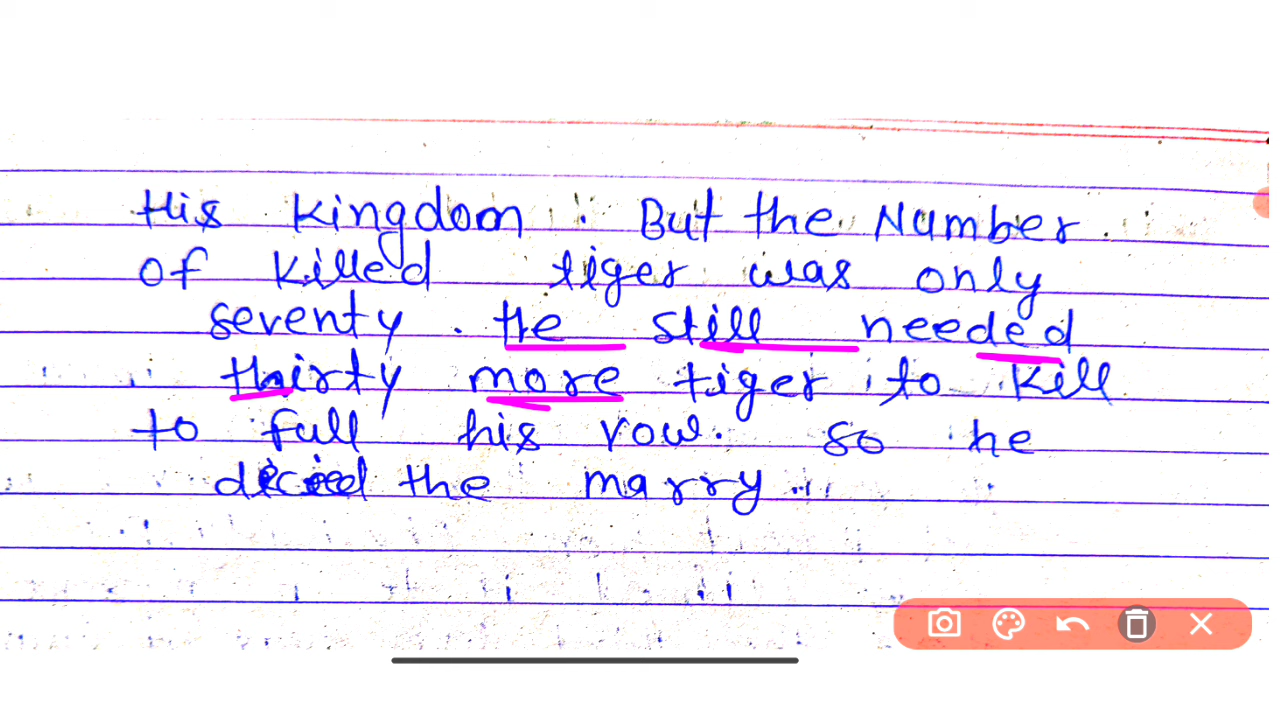 His Kingdom. But the Number
of killed tiger was only
seventy. He still needed
thirty more tiger to kill
to full his vow. so he
decied the marry